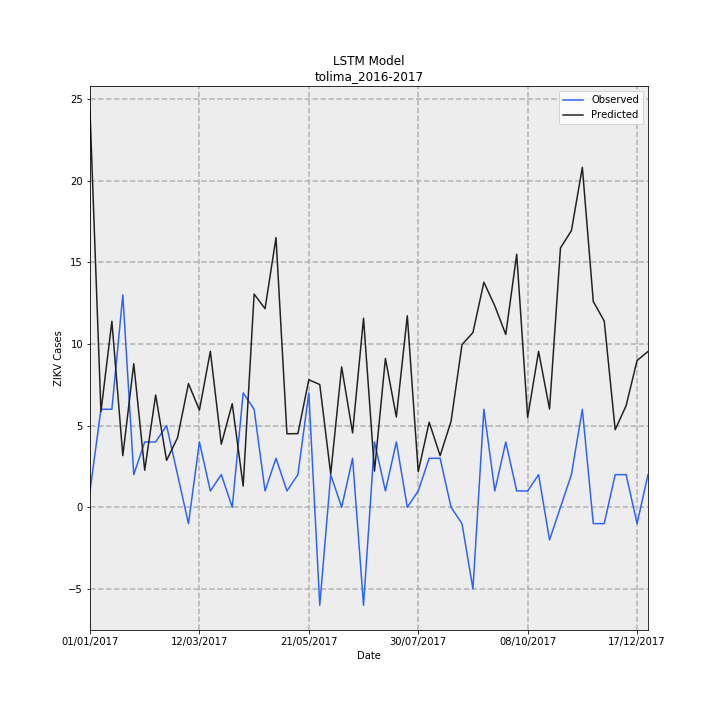 LSTM Model
tolima_2016-2017
Observed
Predicted
25
20
15
10
5
0
−5
ZIKV Cases
01/01/2017
12/03/2017
21/05/2017
30/07/2017
08/10/2017
17/12/2017
Date